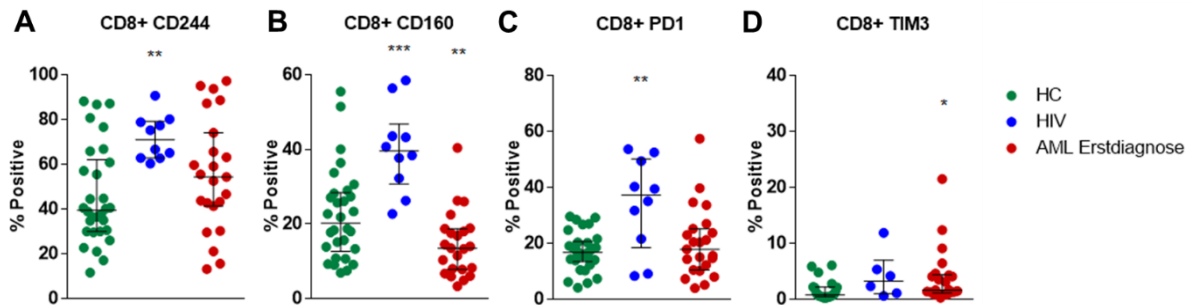 A CD8+ CD244
**
% Positive
100
80
60
40
20
0
B CD8+ CD160
*** **
% Positive
60
40
20
0
C CD8+ PD1
**
% Positive
80
60
40
20
0
D CD8+ TIM3
*
% Positive
40
30
20
10
0
HC
HIV
AML Erstdiagnose